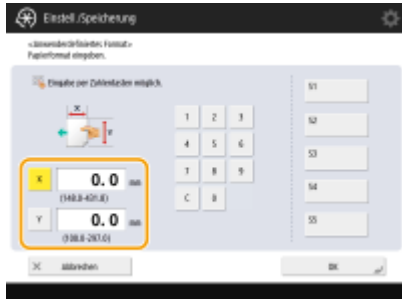 Einstell./Speicherung
<Anwenderdefiniertes Format>
Papierformat eingeben.
Eingabe per Zahlentasten möglich.
X
Y
1 2 3
4 5 6
7 8 9
C 0
X 0.0 mm
(148.0-431.8)
Y 0.0 mm
(100.0-297.0)
S1
S2
S3
S4
S5
Abbrechen
OK